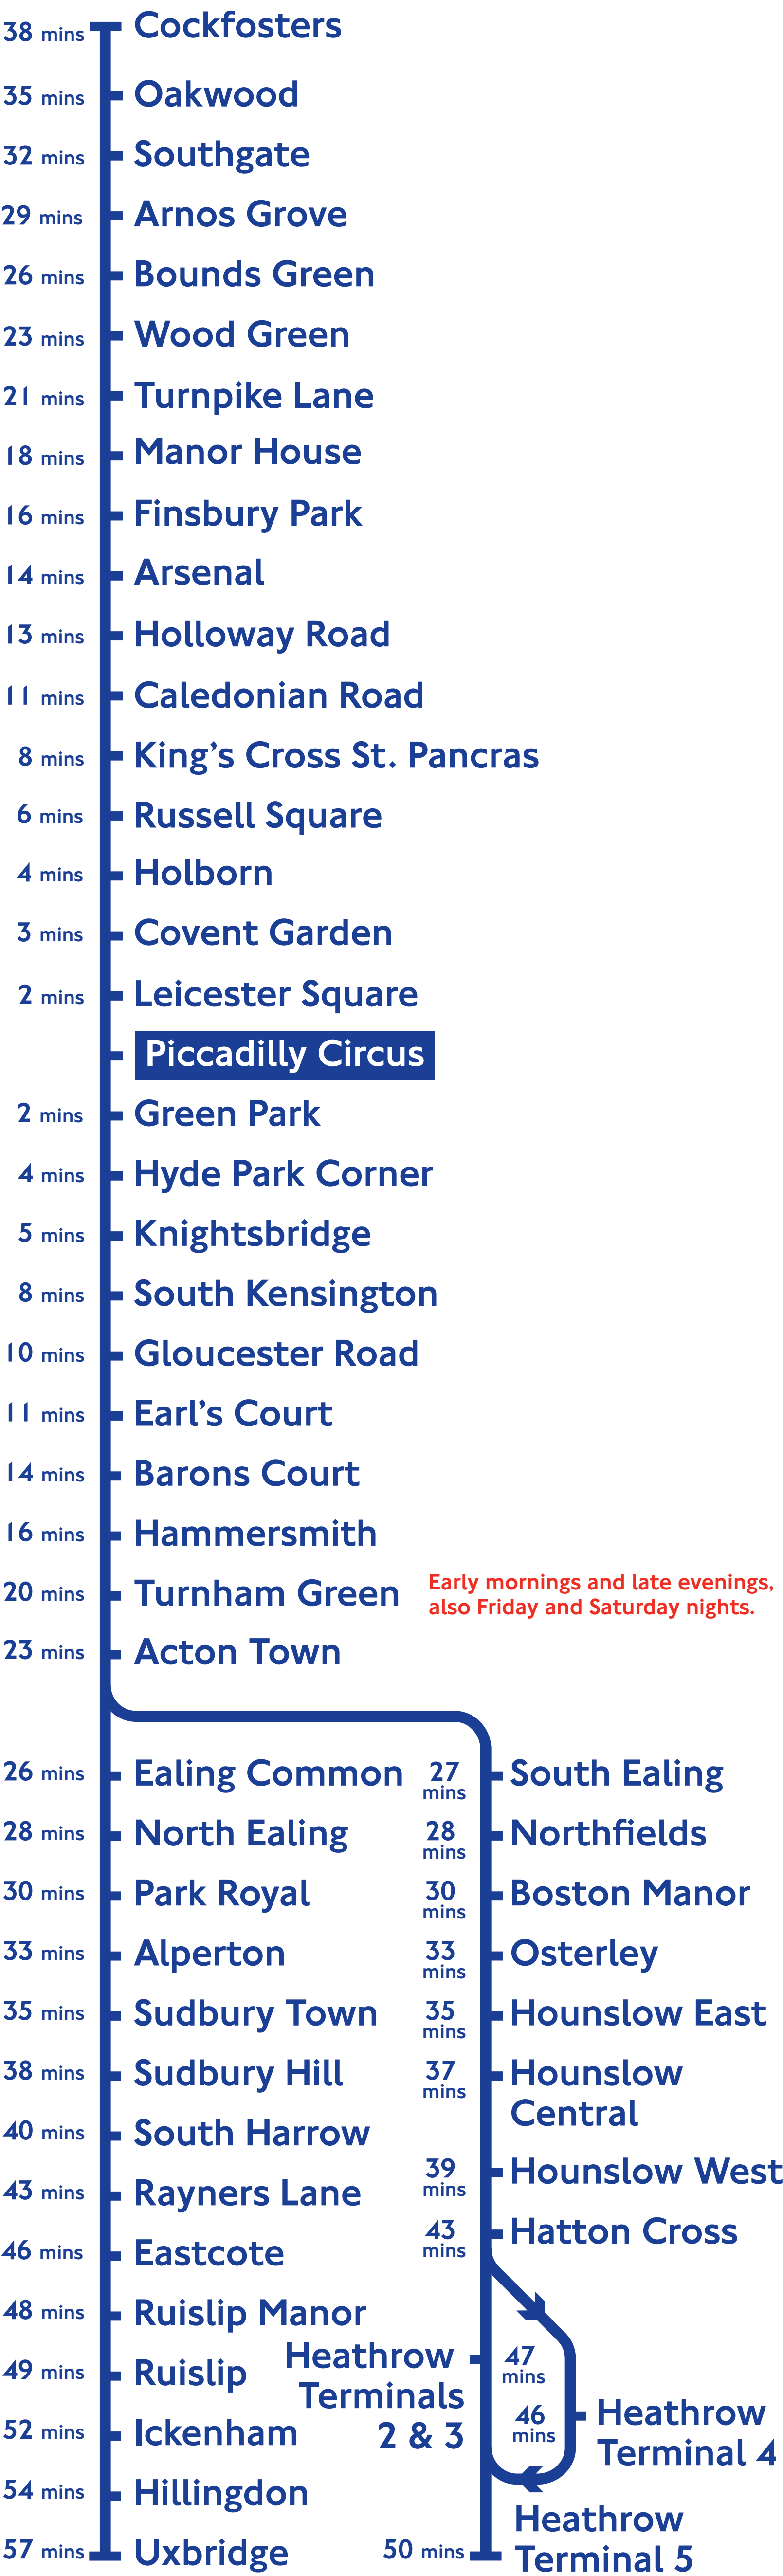 38 mins Cockfosters
35 mins Oakwood
32 mins Southgate
29 mins Arnos Grove
26 mins Bounds Green
23 mins Wood Green
21 mins Turnpike Lane
18 mins Manor House
16 mins Finsbury Park
14 mins Arsenal
13 mins Holloway Road
11 mins Caledonian Road
8 mins King's Cross St. Pancras
6 mins Russell Square
4 mins Holborn
3 mins Covent Garden
2 mins Leicester Square
Piccadilly Circus
2 mins Green Park
4 mins Hyde Park Corner
5 mins Knightsbridge
8 mins South Kensington
10 mins Gloucester Road
11 mins Earl's Court
14 mins Barons Court
16 mins Hammersmith
20 mins Turnham Green
Early mornings and late evenings,
also Friday and Saturday nights.
23 mins Acton Town
26 mins Ealing Common
28 mins North Ealing
30 mins Park Royal
33 mins Alperton
35 mins Sudbury Town
38 mins Sudbury Hill
40 mins South Harrow
43 mins Rayners Lane
46 mins Eastcote
48 mins Ruislip Manor
49 mins Ruislip
52 mins Ickenham
54 mins Hillingdon
57 mins Uxbridge
27
mins
South Ealing
28
mins
Northfields
30
mins
Boston Manor
33
mins
Osterley
35
mins
Hounslow East
37
mins
Hounslow
Central
39
mins
Hounslow West
43
mins
Hatton Cross
Heathrow
Terminals
2 & 3
47
mins
46
mins
Heathrow
Terminal 4
50 mins
Heathrow
Terminal 5